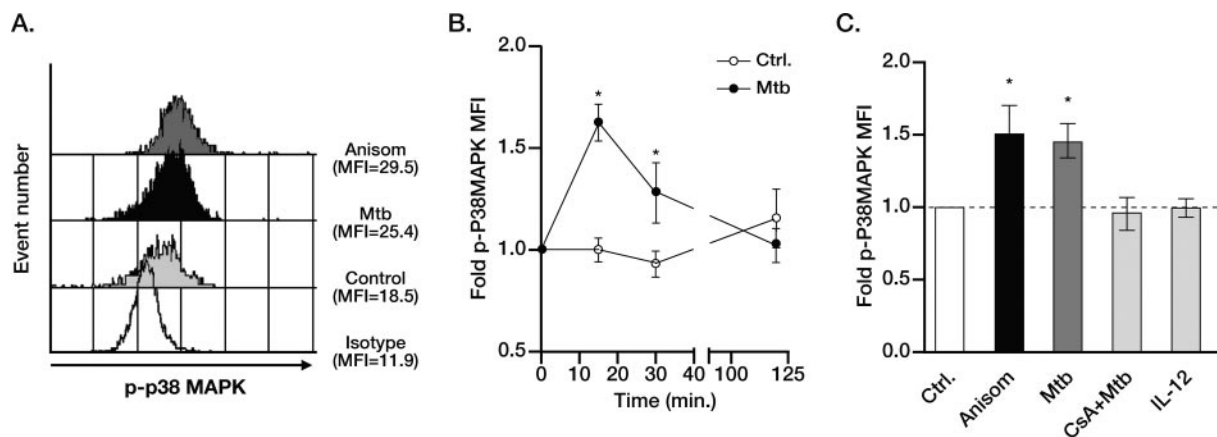 A.
Event number
Anisom
(MFI=29.5)
Mtb
(MFI=25.4)
Control
(MFI=18.5)
Isotype
(MFI=11.9)
p-p38 MAPK
B.
Fold p-P38MAPK MFI
2.0
1.5
1.0
0.5
Ctrl.
Mtb
*
*
0 10 20 30 40 100 125
Time (min.)
C.
Fold p-P38MAPK MFI
2.0
1.5
1.0
0.5
0.0
*
*
Ctrl.
Anisom
Mtb
CsA+Mtb
IL-12